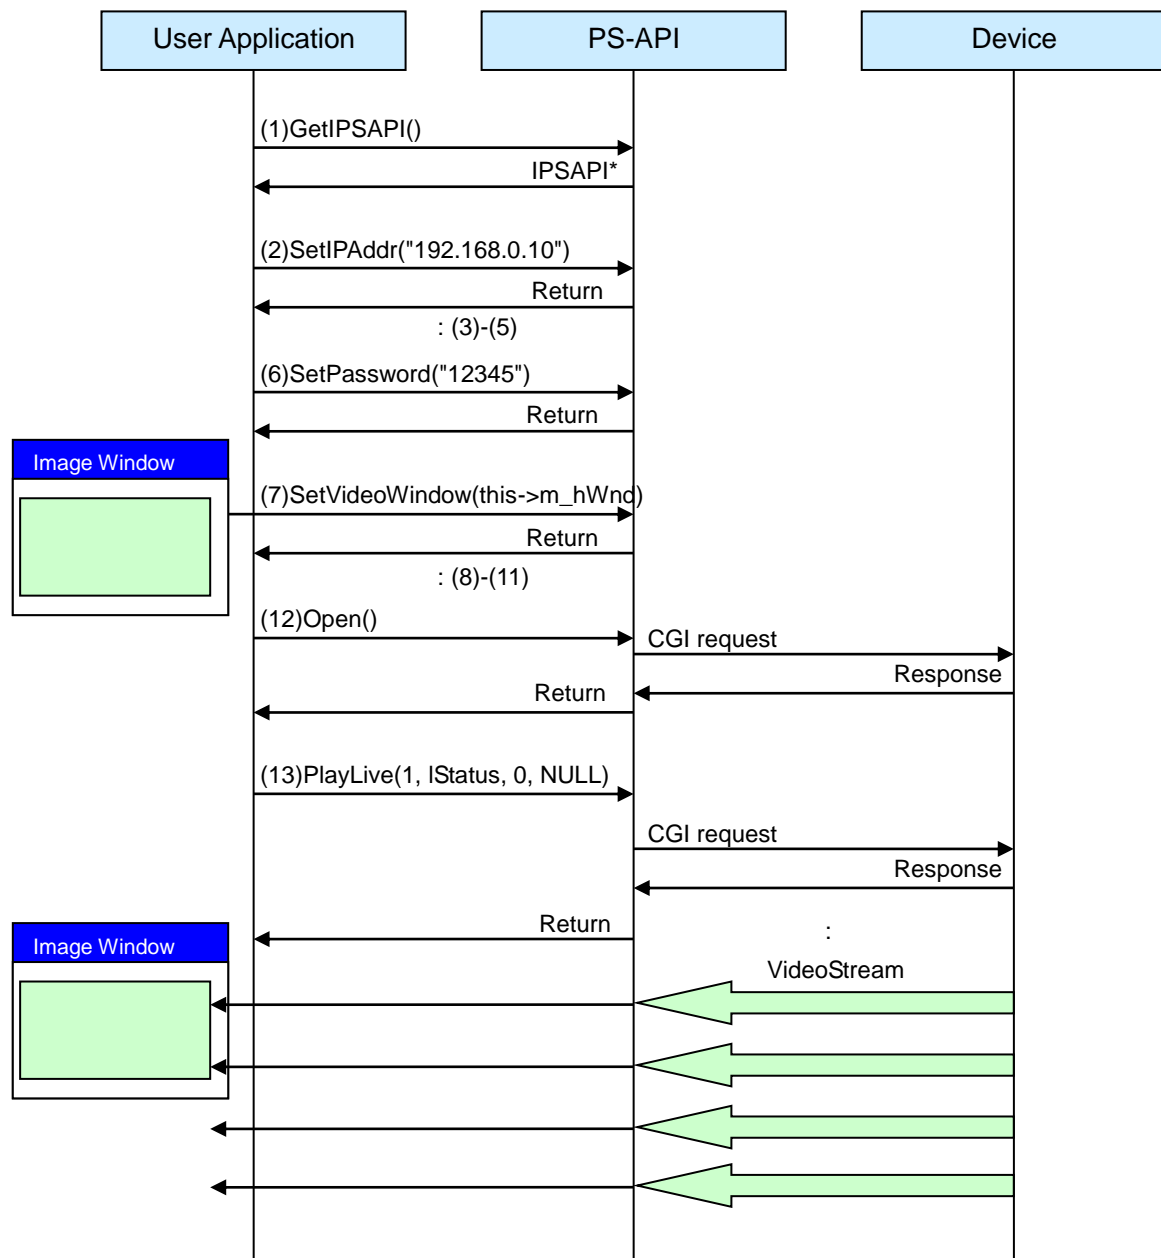 User Application
PS-API
Device
(1)GetIPSAPI()
IPSAPI*
(2)SetIPAddr("192.168.0.10")
Return
: (3)-(5)
(6)SetPassword("12345")
Return
Image Window
(7)SetVideoWindow(this->m_hWnd)
Return
: (8)-(11)
(12)Open()
CGI request
Response
Return
(13)PlayLive(1, lStatus, 0, NULL)
CGI request
Response
Return
:
Image Window
VideoStream